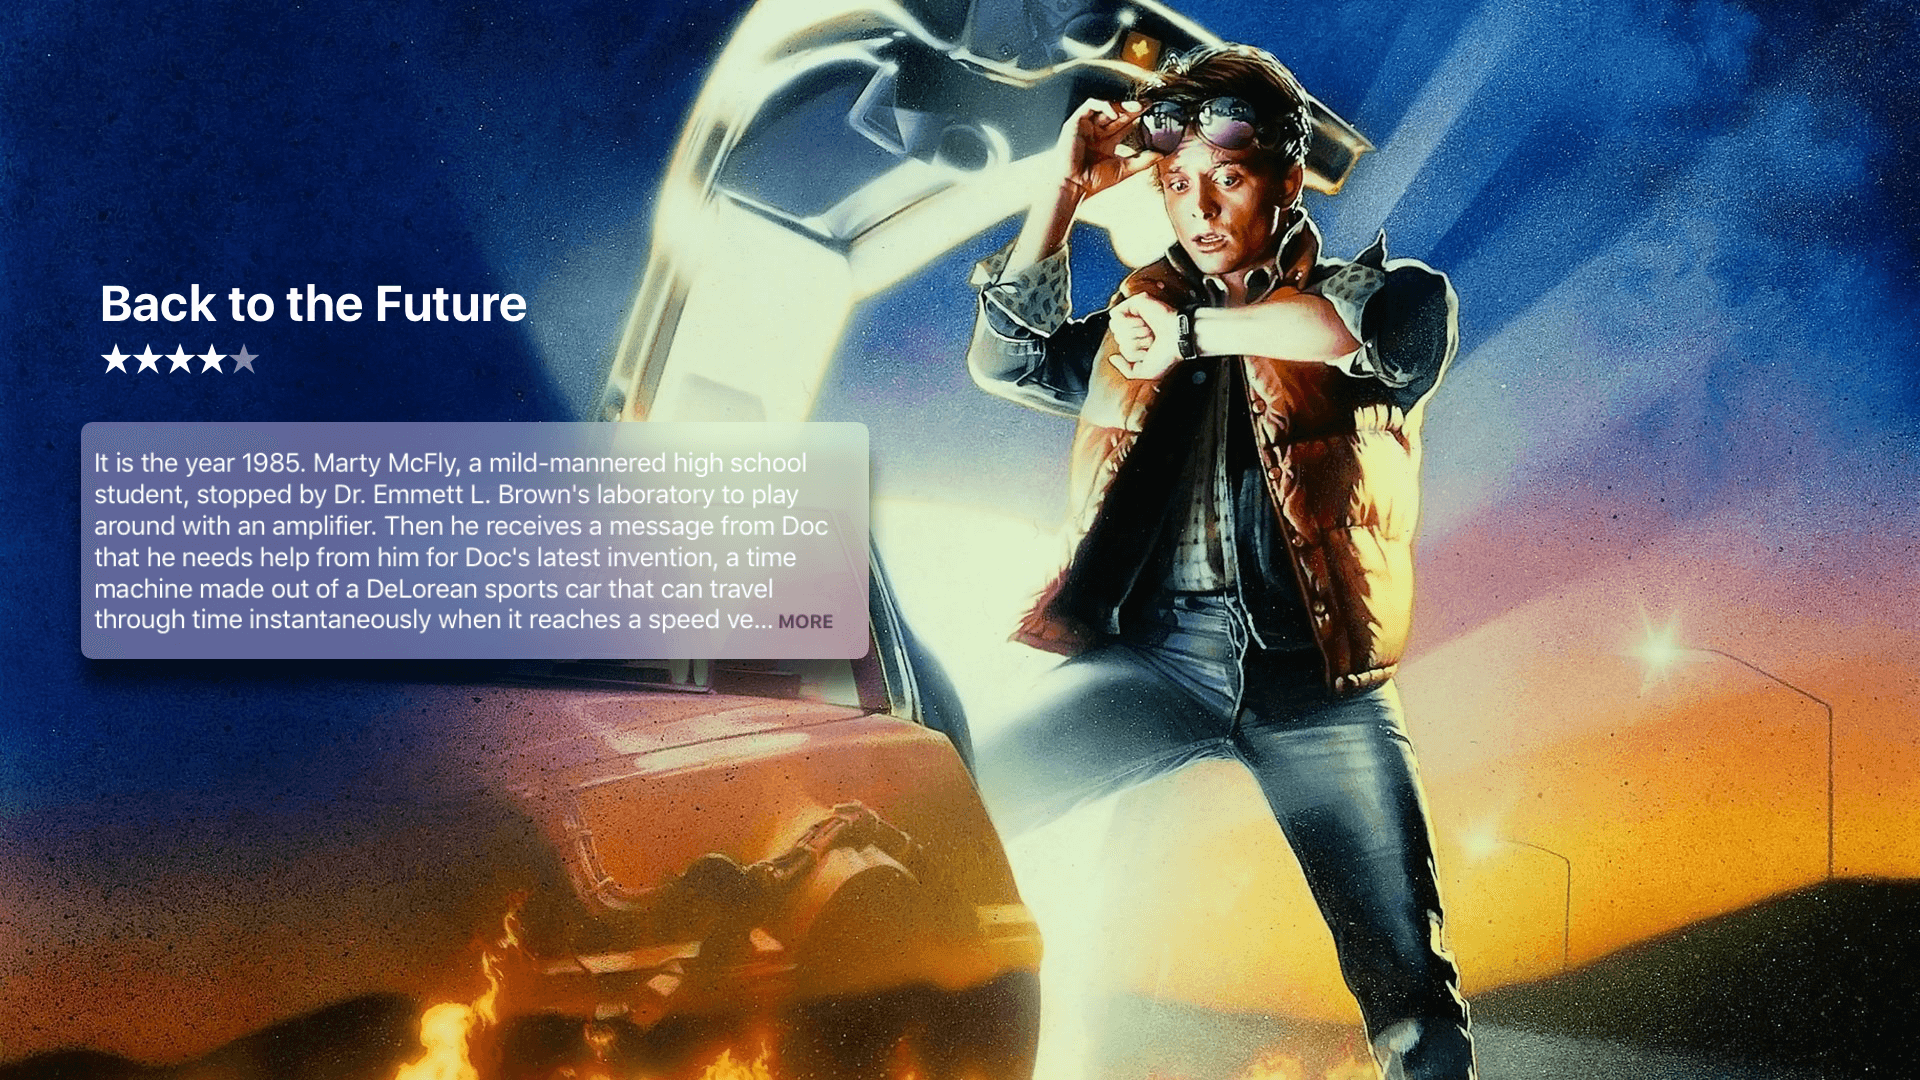 Back to the Future
★★★★★
It is the year 1985. Marty McFly, a mild-mannered high school
student, stopped by Dr. Emmett L. Brown's laboratory to play
around with an amplifier. Then he receives a message from Doc
that he needs help from him for Doc's latest invention, a time
machine made out of a DeLorean sports car that can travel
through time instantaneously when it reaches a speed ve... MORE